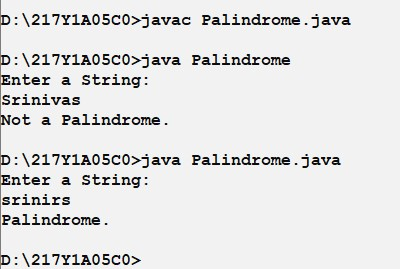 D:\217Y1A05C0>javac Palindrome.java
D:\217Y1A05C0>java Palindrome
Enter a String:
Srinivas
Not a Palindrome.
D:\217Y1A05C0>java Palindrome.java
Enter a String:
srinirs
Palindrome.
D:\217Y1A05C0>